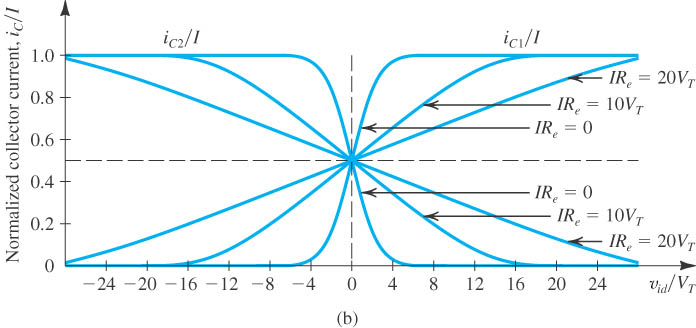 i_C2/I
i_C1/I
Normalized collector current, i_C/I
1.0
0.8
0.6
0.4
0.2
0
IR_e = 20V_T
IR_e = 10V_T
IR_e = 0
IR_e = 0
IR_e = 10V_T
IR_e = 20V_T
−24 −20 −16 −12 −8 −4 0 4 8 12 16 20 24 v_id/V_T
(b)